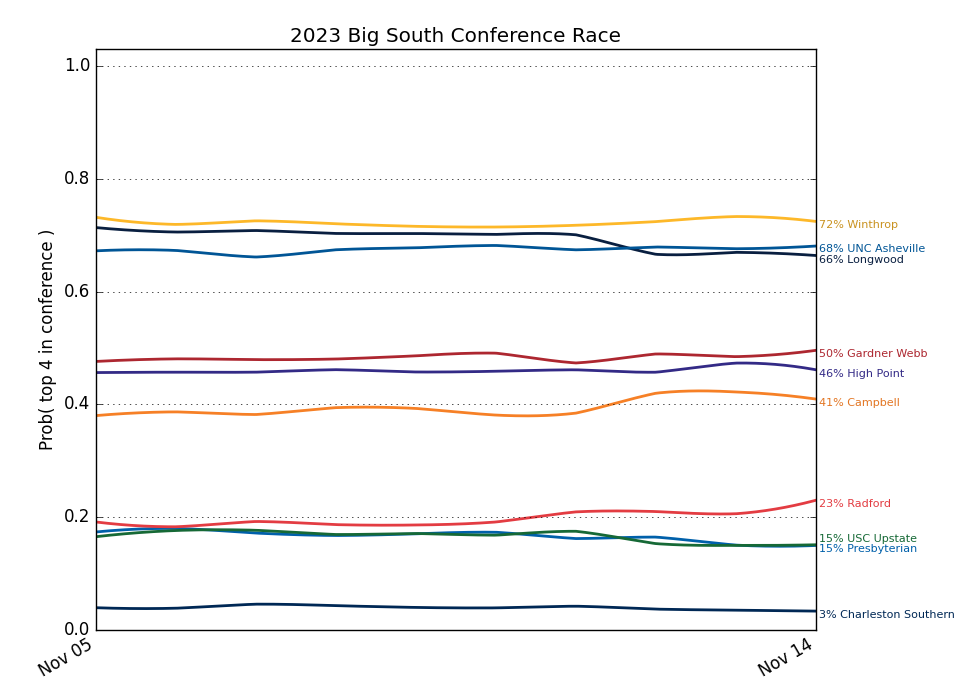 2023 Big South Conference Race
Prob( top 4 in conference )
1.0
0.8
0.6
0.4
0.2
0.0
72% Winthrop
68% UNC Asheville
66% Longwood
50% Gardner Webb
46% High Point
41% Campbell
23% Radford
15% USC Upstate
15% Presbyterian
3% Charleston Southern
Nov 05
Nov 14